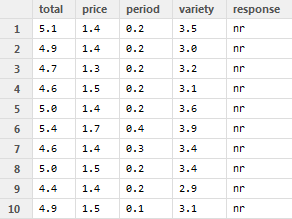 total price period variety response
1 5.1 1.4 0.2 3.5 nr
2 4.9 1.4 0.2 3.0 nr
3 4.7 1.3 0.2 3.2 nr
4 4.6 1.5 0.2 3.1 nr
5 5.0 1.4 0.2 3.6 nr
6 5.4 1.7 0.4 3.9 nr
7 4.6 1.4 0.3 3.4 nr
8 5.0 1.5 0.2 3.4 nr
9 4.4 1.4 0.2 2.9 nr
10 4.9 1.5 0.1 3.1 nr